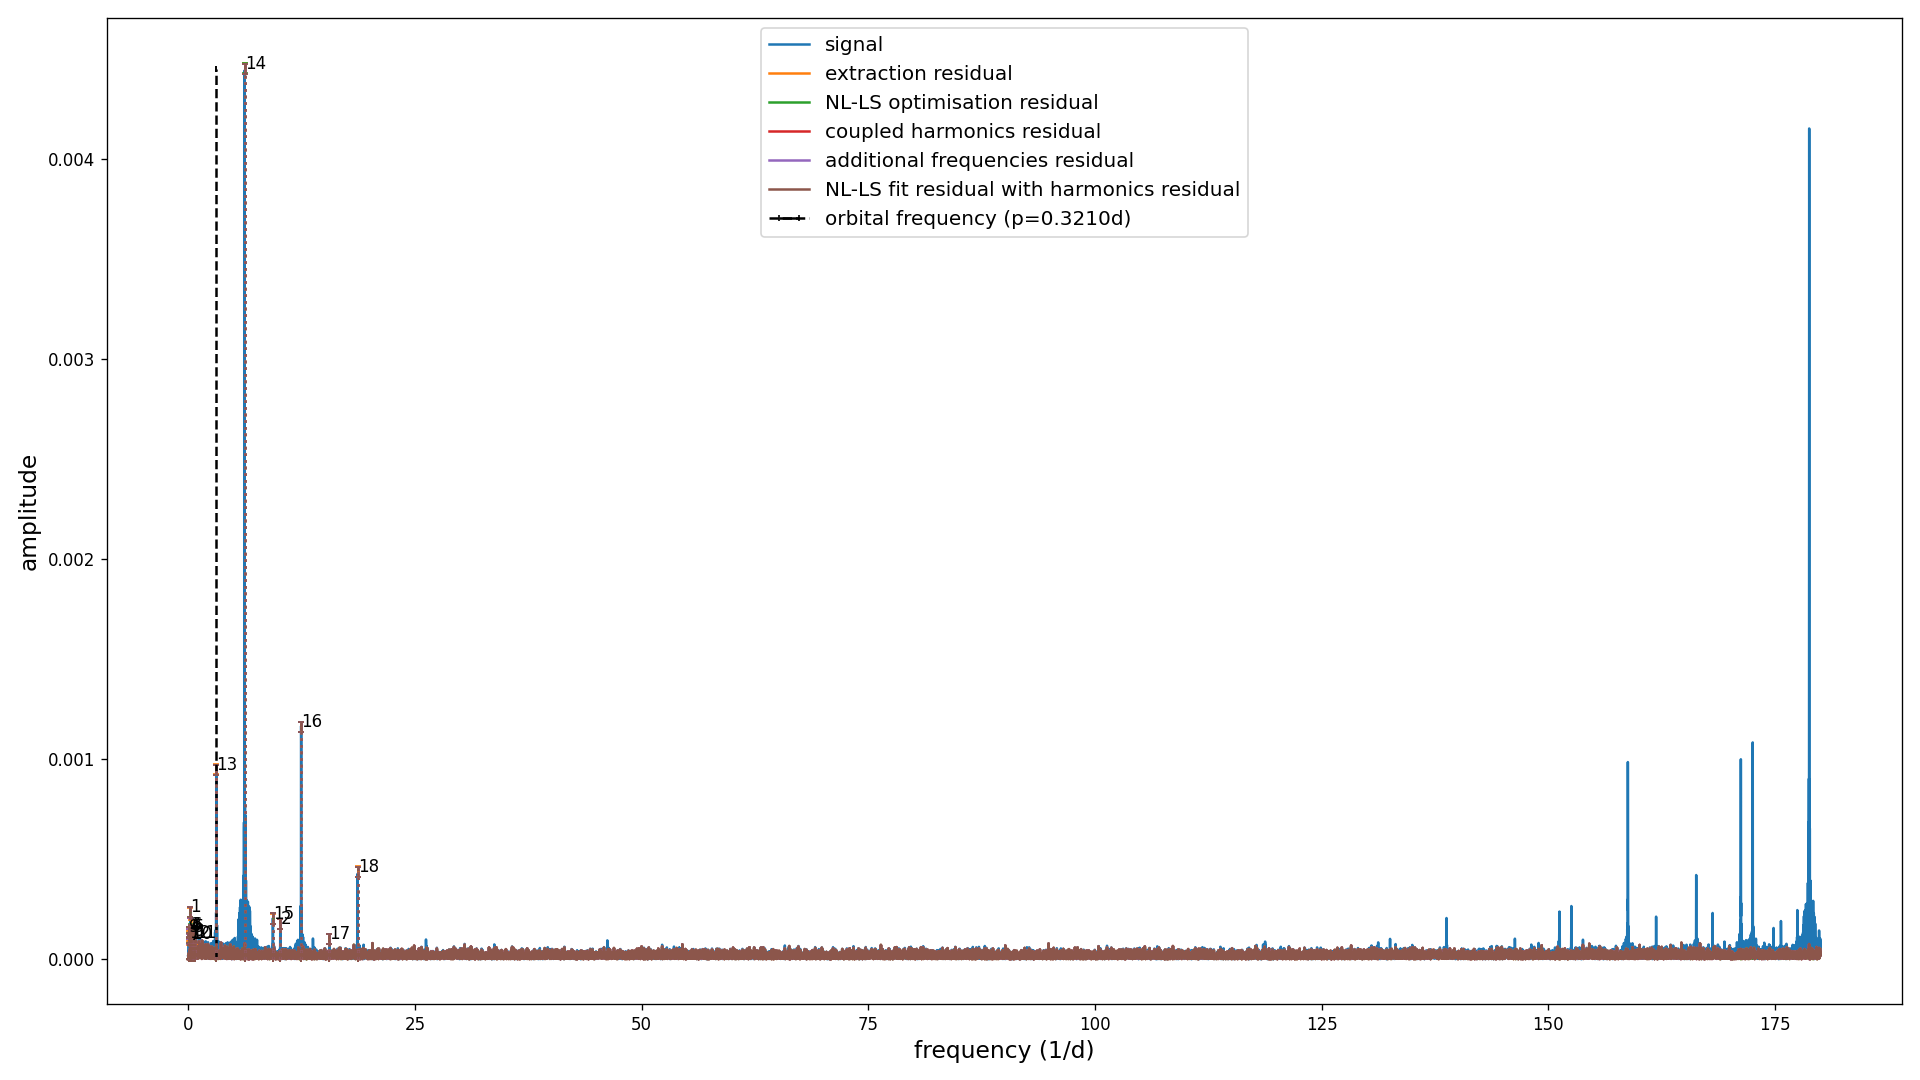 signal
extraction residual
NL-LS optimisation residual
coupled harmonics residual
additional frequencies residual
NL-LS fit residual with harmonics residual
orbital frequency (p=0.3210d)
amplitude
0.004
0.003
0.002
0.001
0.000
14
16
13
18
1
15
2
17
0
25
50
75
100
125
150
175
frequency (1/d)